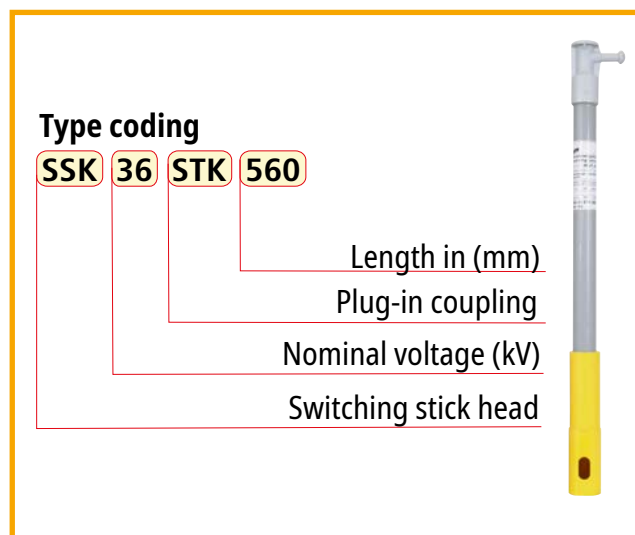 Type coding
SSK 36 STK 560
Length in (mm)
Plug-in coupling
Nominal voltage (kV)
Switching stick head